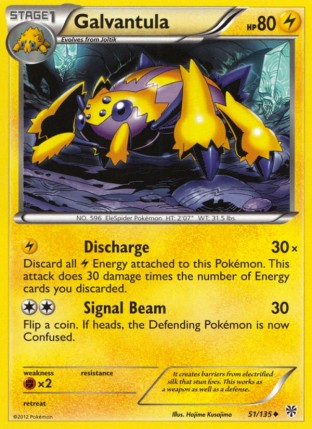 STAGE1
Galvantula
HP80
Evolves from Joltik
NO. 596 EleSpider Pokémon HT: 2'07" WT: 31.5 lbs.
Discharge 30×
Discard all Energy attached to this Pokémon. This
attack does 30 damage times the number of Energy
cards you discarded.
Signal Beam 30
Flip a coin. If heads, the Defending Pokémon is now
Confused.
weakness
×2
resistance
retreat
It creates barriers from electrified
silk that stun foes. This works as
a weapon as well as a defense.
©2012 Pokémon
Illus. Hajime Kusajima
51/135